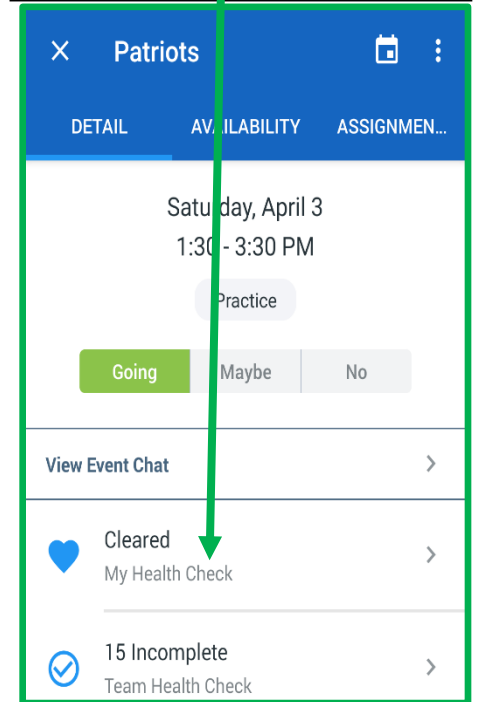 Patriots
DETAIL AVAILABILITY ASSIGNMEN...
Saturday, April 3
1:30 - 3:30 PM
Practice
Going Maybe No
View Event Chat
Cleared
My Health Check
15 Incomplete
Team Health Check